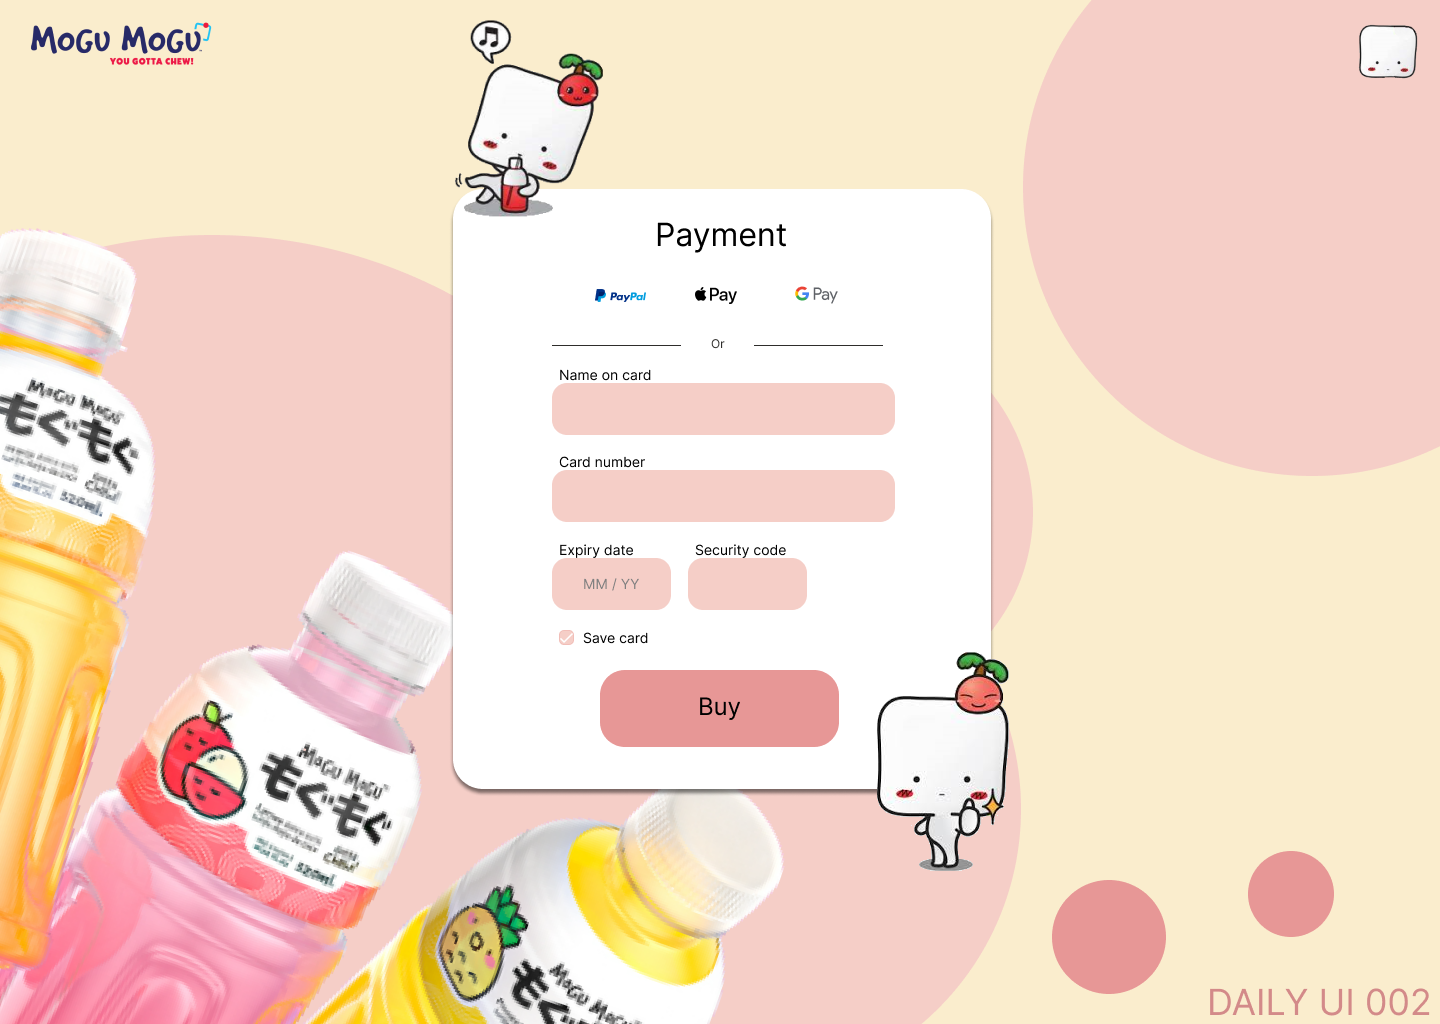 MOGU MOGU
YOU GOTTA CHEW!
Payment
PayPal
Pay
G Pay
Or
Name on card
Card number
Expiry date
Security code
MM / YY
Save card
Buy
MOGU MOGU
もぐもぐ
320mL
MOGU MOGU
もぐもぐ
320mL
MOGU MOGU
もぐ
DAILY UI 002